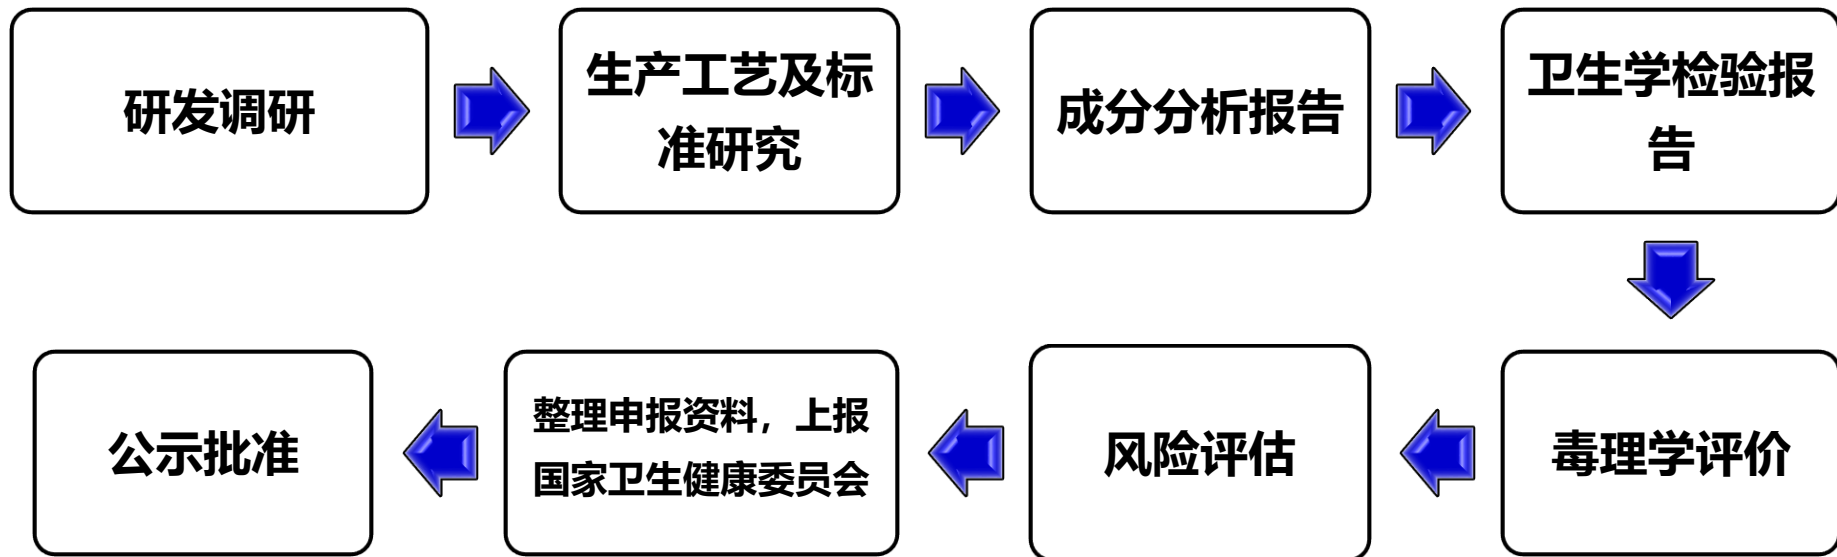 研发调研
生产工艺及标
准研究
成分分析报告
卫生学检验报
告
毒理学评价
风险评估
整理申报资料，上报
国家卫生健康委员会
公示批准